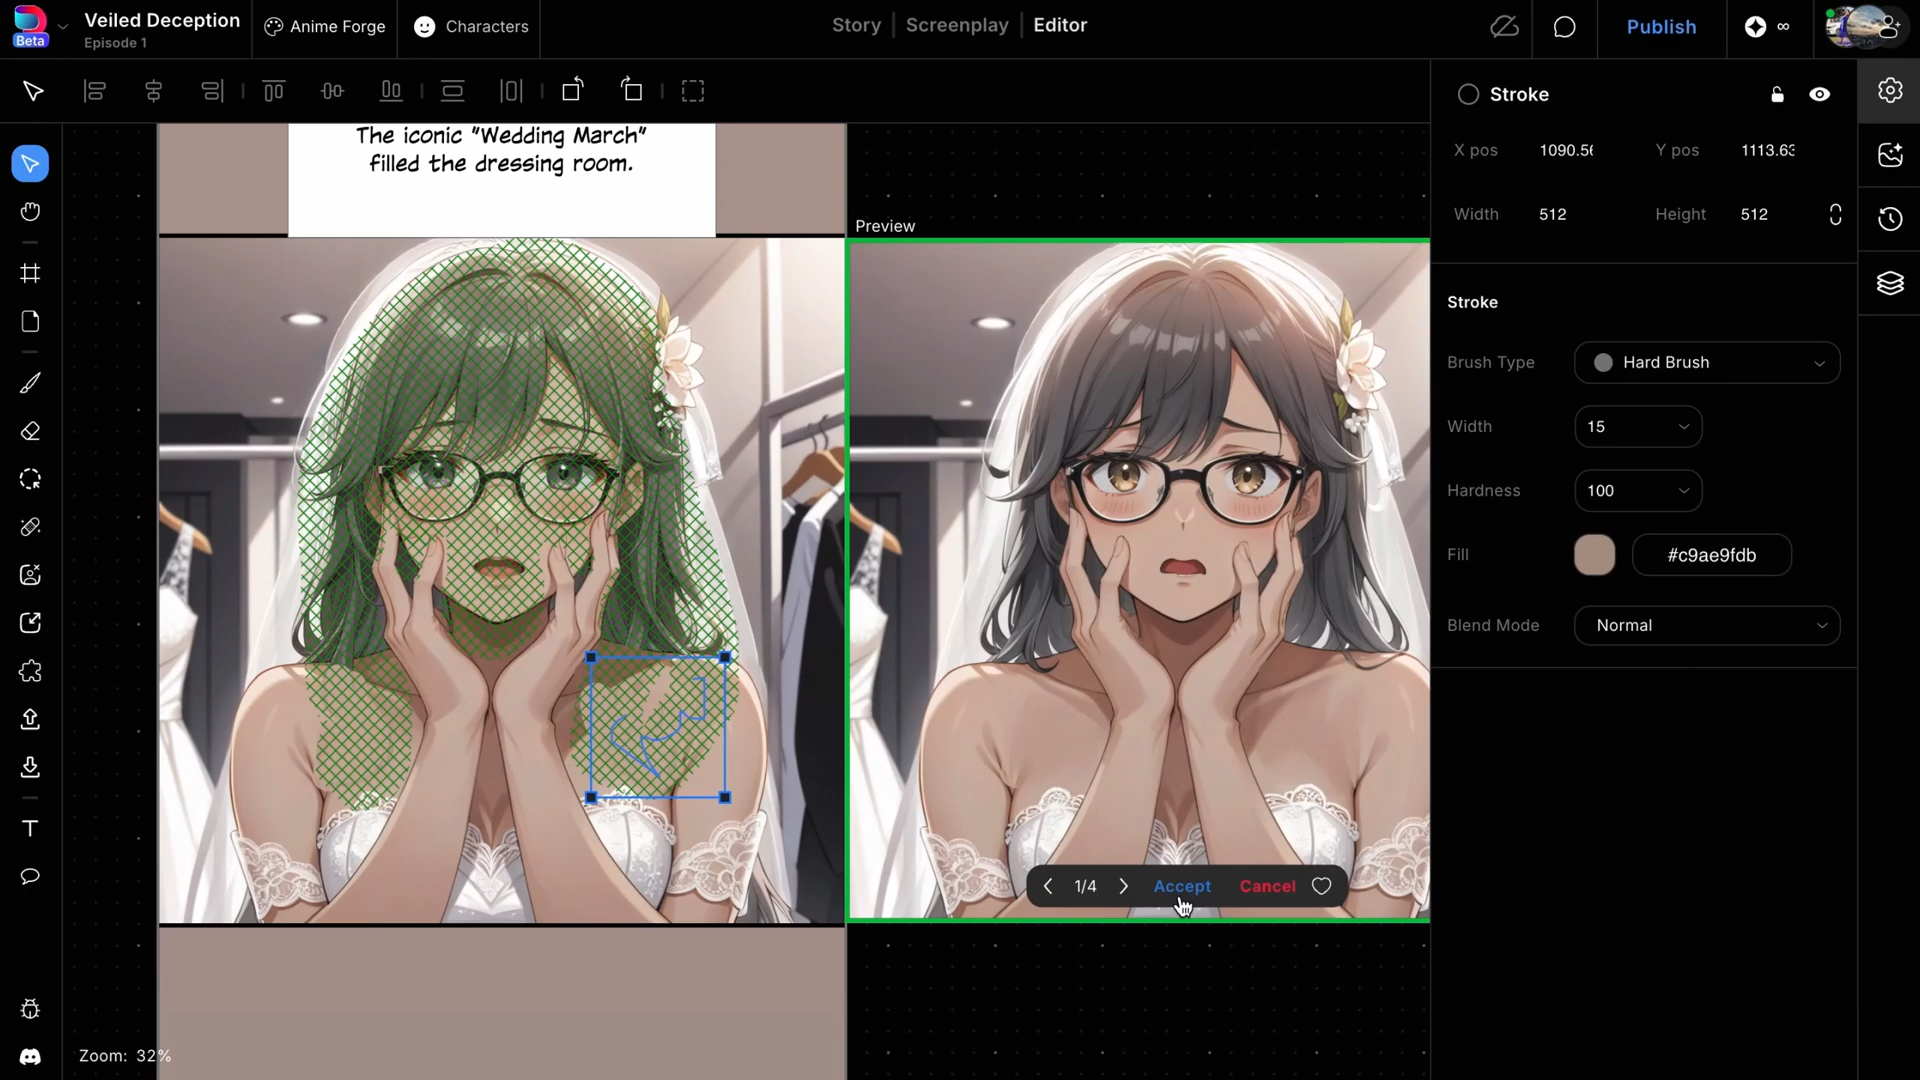 Veiled Deception
Episode 1
Beta
Anime Forge
Characters
Story
Screenplay
Editor
Publish
∞
Stroke
X pos 1090.56
Y pos 1113.63
Width 512
Height 512
Stroke
Brush Type Hard Brush
Width 15
Hardness 100
Fill #c9ae9fdb
Blend Mode Normal
The iconic "Wedding March"
filled the dressing room.
Preview
1/4 Accept Cancel
T
Zoom: 32%